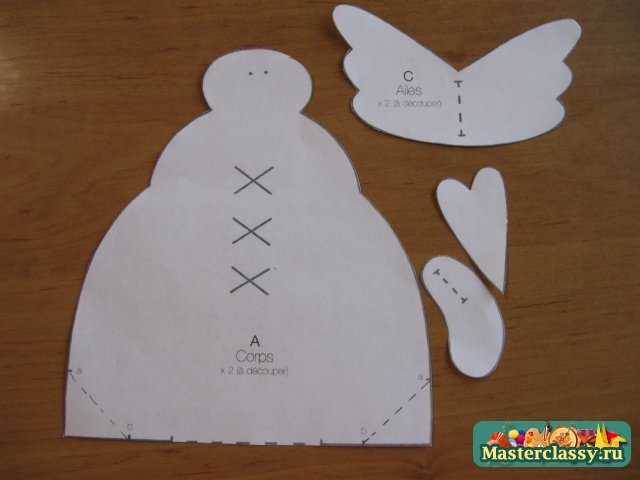 C
Ailes
x 2 (à découper)
A
Corps
x 2 (à découper)
a
a
b
b
Masterclassy.ru